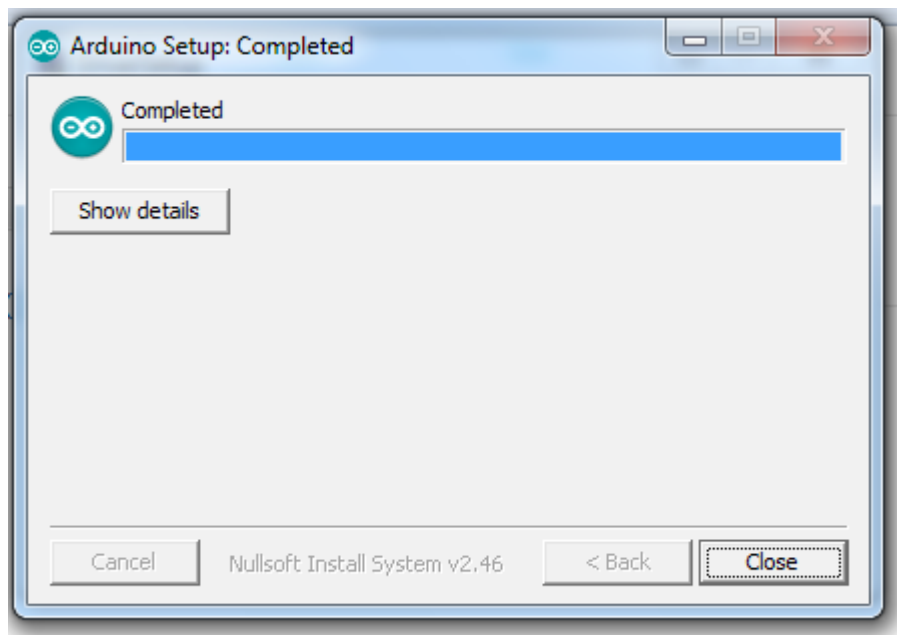 Arduino Setup: Completed
Completed
Show details
Cancel
Nullsoft Install System v2.46
< Back
Close